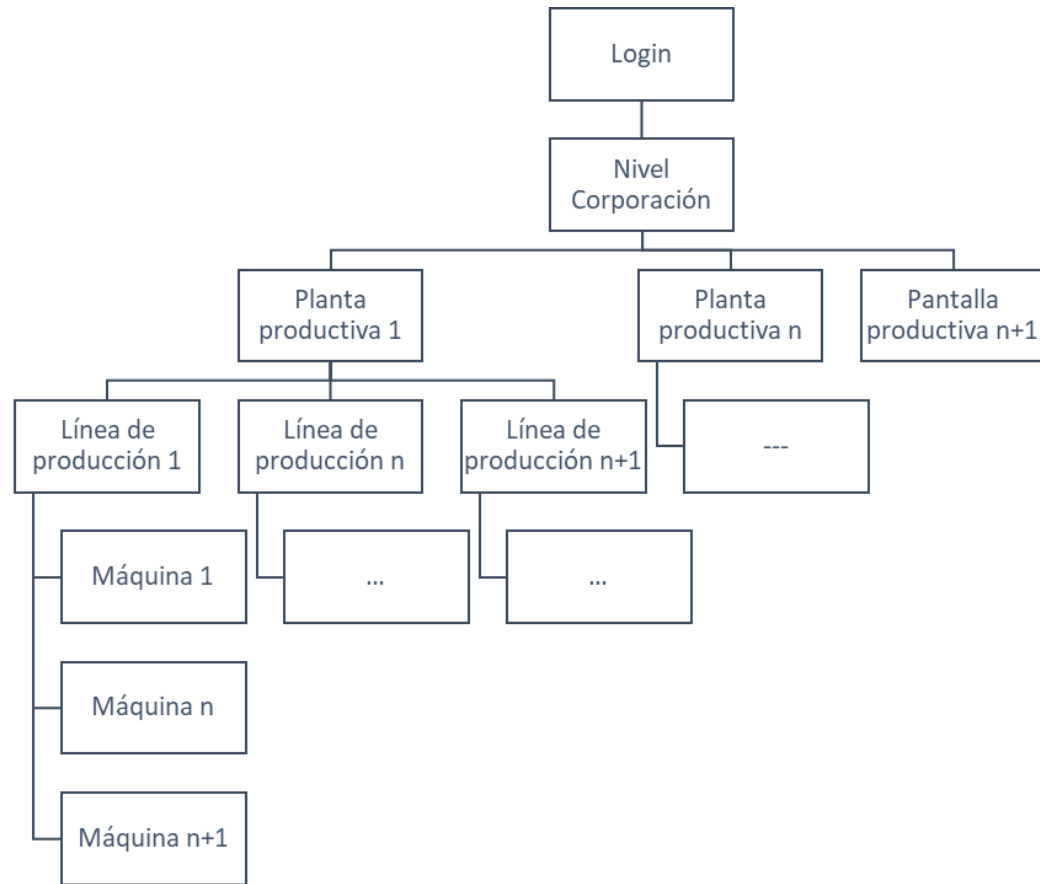 Login
Nivel
Corporación
Planta
productiva 1
Planta
productiva n
Pantalla
productiva n+1
Línea de
producción 1
Línea de
producción n
Línea de
producción n+1
---
Máquina 1
...
...
Máquina n
Máquina n+1